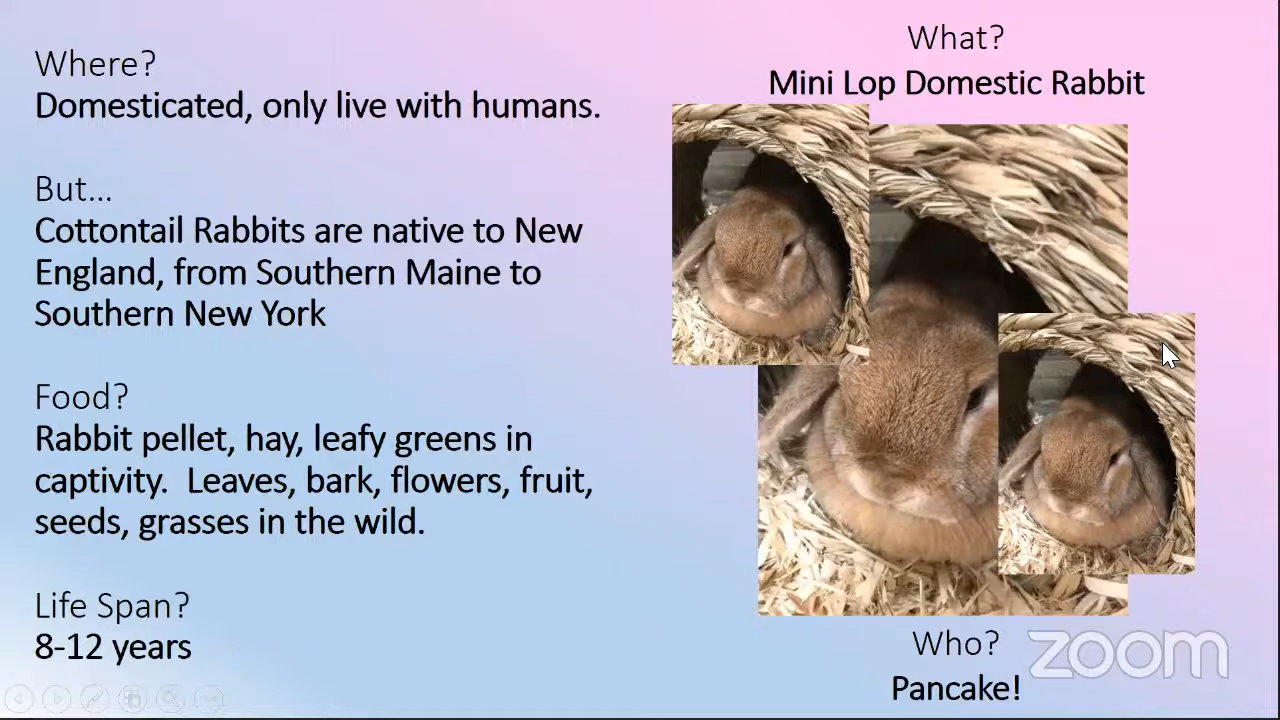 Where?
Domesticated, only live with humans.
But...
Cottontail Rabbits are native to New
England, from Southern Maine to
Southern New York
Food?
Rabbit pellet, hay, leafy greens in
captivity.  Leaves, bark, flowers, fruit,
seeds, grasses in the wild.
Life Span?
8-12 years
What?
Mini Lop Domestic Rabbit
Who?
Pancake!
zoom